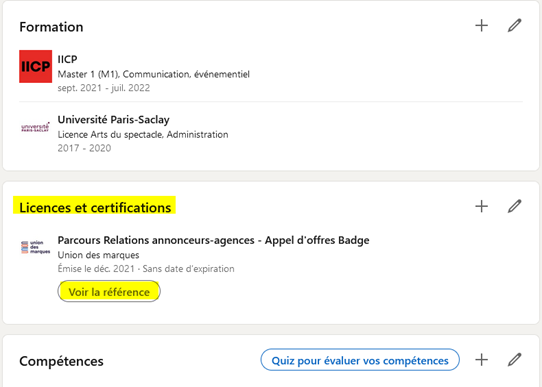 Formation
IICP
IICP
Master 1 (M1), Communication, événementiel
sept. 2021 - juil. 2022
université
PARIS-SACLAY
Université Paris-Saclay
Licence Arts du spectacle, Administration
2017 - 2020
Licences et certifications
union
des
marques
Parcours Relations annonceurs-agences - Appel d'offres Badge
Union des marques
Émise le déc. 2021 · Sans date d'expiration
Voir la référence
Compétences
Quiz pour évaluer vos compétences